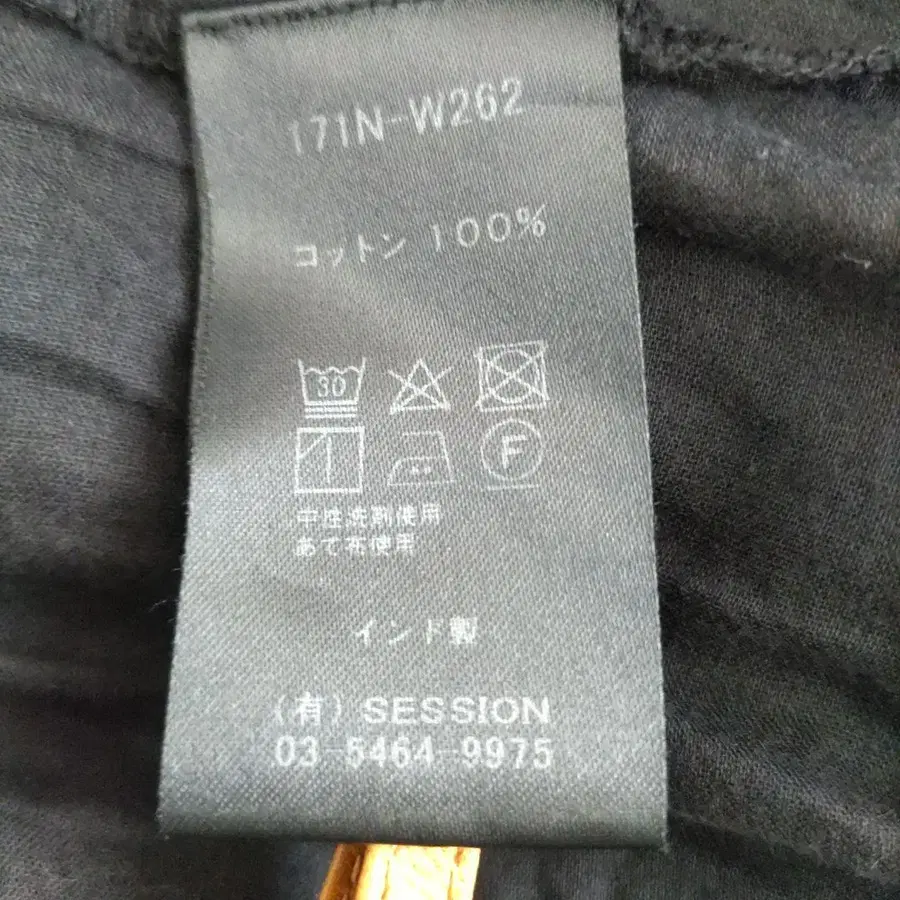 171N-W262
コットン 100%
30
F
中性洗剤使用
あて布使用
インド製
(有) SESSION
03-5464-9975